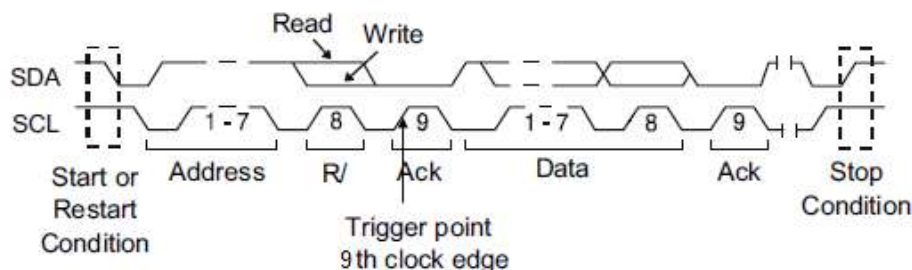 Read
Write
SDA
SCL
1 - 7
8
9
1 - 7
8
9
Address
R/
Ack
Data
Ack
Start or
Restart
Condition
Stop
Condition
Trigger point
9th clock edge